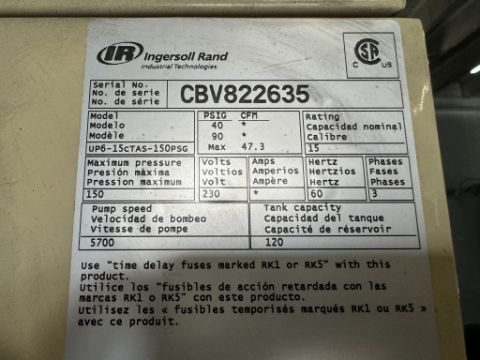 IR Ingersoll Rand
Industrial Technologies
C US
Serial No.
No. de serie
No. de série
CBV822635
Model
Modelo
Modèle
UP6-15cTAS-150PSG
PSIG CFM
40 *
90 *
Max 47.3
Rating
Capacidad nominal
Calibre
15
Maximum pressure
Presión màxima
Pression maximum
150
Volts
Voltios
Volt
230
Amps
Amperios
Ampère
*
Hertz
Hertzios
Hertz
60
Phases
Fases
Phases
3
Pump speed
Velocidad de bombeo
Vitesse de pompe
5700
Tank capacity
Capacidad del tanque
Capacité de réservoir
120
Use "time delay fuses marked RK1 or RK5" with this
product.
Utilice los "fusibles de acción retardada con las
marcas RK1 o RK5" con este producto.
Utilisez les « fusibles temporisés marqués RK1 ou RK5 »
avec ce produit.